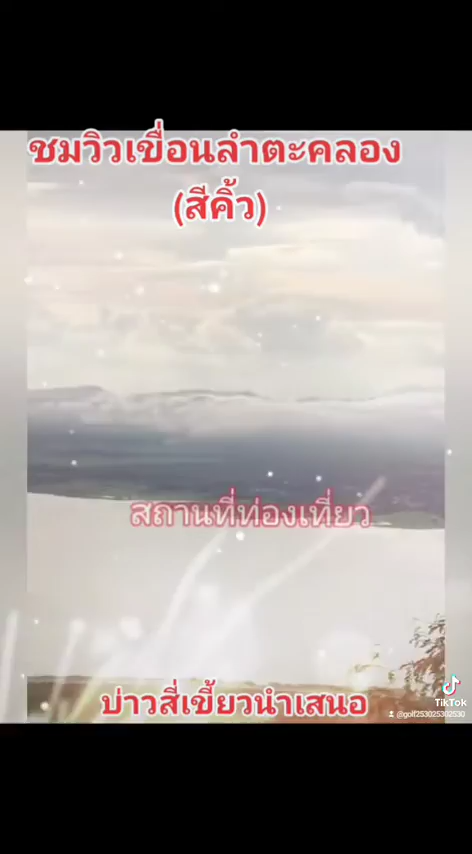 ชมวิวเขื่อนลำตะคลอง
(สีคิ้ว)
สถานที่ท่องเที่ยว
บ่าวสี่เขี้ยวนำเสนอ
TikTok
@golf253025302530